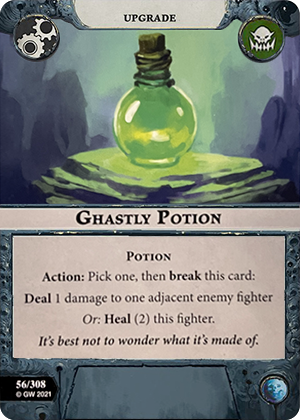 UPGRADE
GHASTLY POTION
POTION
Action: Pick one, then break this card:
Deal 1 damage to one adjacent enemy fighter
Or: Heal (2) this fighter.
It's best not to wonder what it's made of.
56/308
© GW 2021